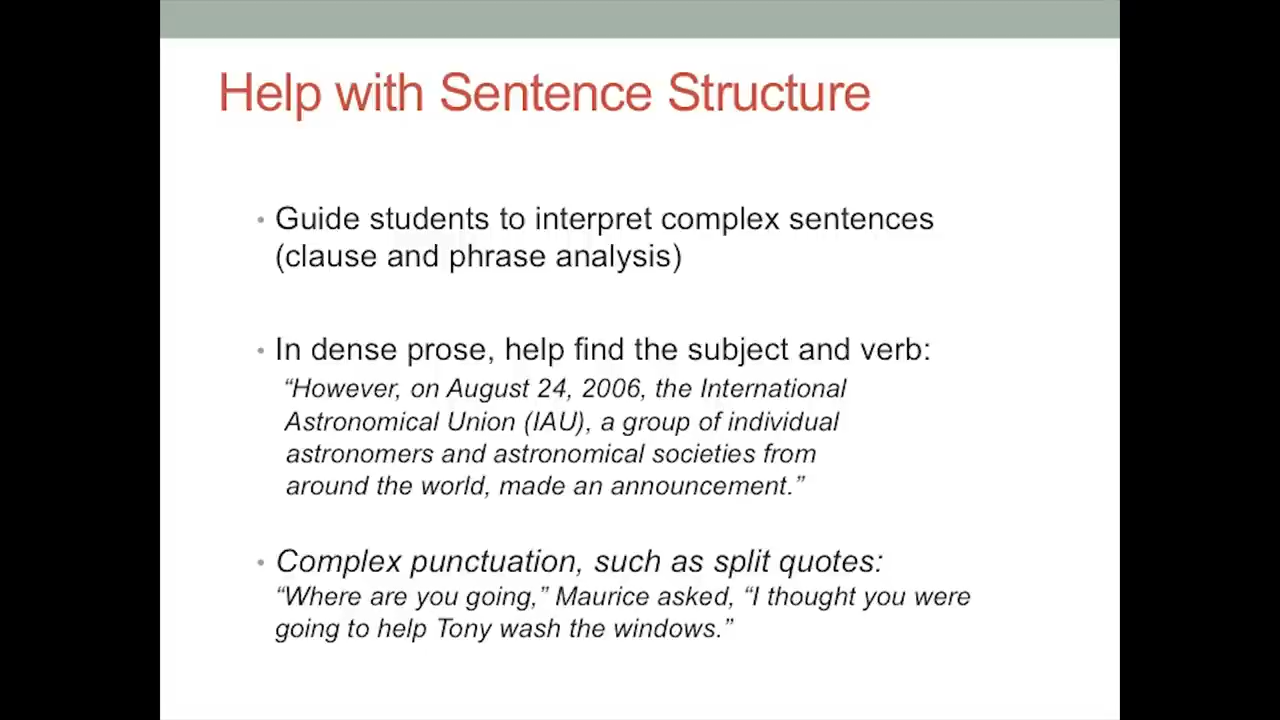 Help with Sentence Structure
• Guide students to interpret complex sentences
(clause and phrase analysis)
• In dense prose, help find the subject and verb:
“However, on August 24, 2006, the International
Astronomical Union (IAU), a group of individual
astronomers and astronomical societies from
around the world, made an announcement.”
• Complex punctuation, such as split quotes:
“Where are you going,” Maurice asked, “I thought you were
going to help Tony wash the windows.”